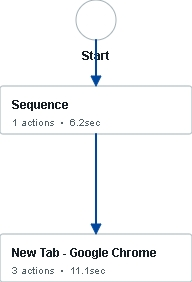 Start
Sequence
1 actions • 6.2sec
New Tab - Google Chrome
3 actions • 11.1sec